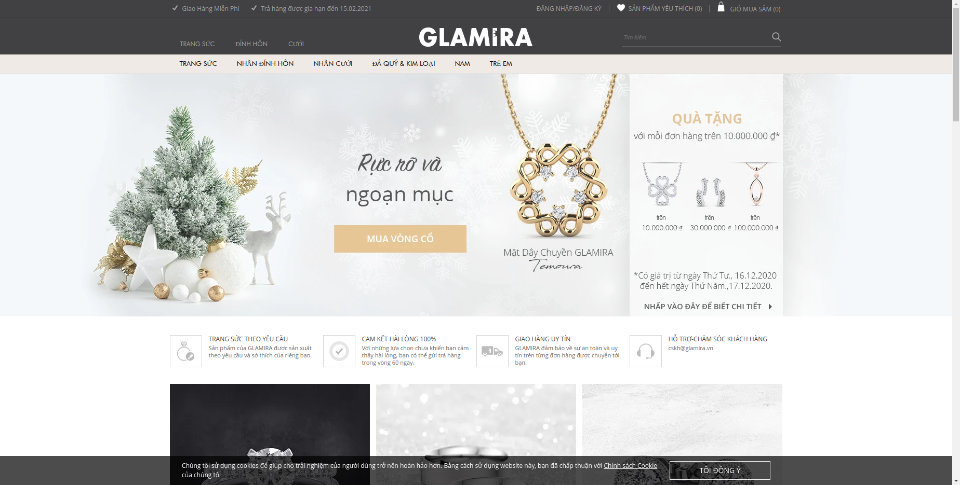 Giao Hàng Miễn Phí
Trả hàng được gia hạn đến 15.02.2021
ĐĂNG NHẬP/ĐĂNG KÝ
SẢN PHẨM YÊU THÍCH (0)
GIỎ MUA SẮM (0)
TRANG SỨC
ĐÍNH HÔN
CƯỚI
GLAMIRA
Tìm kiếm
TRANG SỨC
NHẪN ĐÍNH HÔN
NHẪN CƯỚI
ĐÁ QUÝ & KIM LOẠI
NAM
TRẺ EM
Rực rỡ và
ngoạn mục
MUA VÒNG CỔ
Mặt Dây Chuyền GLAMIRA
Temoura
QUÀ TẶNG
với mỗi đơn hàng trên 10.000.000 ₫*
trên
10.000.000 ₫
trên
30.000.000 ₫
trên
100.000.000 ₫
*Có giá trị từ ngày Thứ Tư., 16.12.2020
đến hết ngày Thứ Năm.,17.12.2020.
NHẤP VÀO ĐÂY ĐỂ BIẾT CHI TIẾT
TRANG SỨC THEO YÊU CẦU
Sản phẩm của GLAMIRA được sản xuất
theo yêu cầu và sở thích của riêng bạn.
CAM KẾT HÀI LÒNG 100%
Với những lựa chọn chưa khiến bạn cảm
thấy hài lòng, bạn có thể gửi trả hàng
trong vòng 60 ngày.
GIAO HÀNG UY TÍN
GLAMIRA đảm bảo về sự an toàn và uy
tín trên từng đơn hàng được chuyển tới
bạn.
HỖ TRỢ-CHĂM SÓC KHÁCH HÀNG
cskh@glamira.vn
Chúng tôi sử dụng cookies để giúp cho trải nghiệm của người dùng trở nên hoàn hảo hơn. Bằng cách sử dụng website này, bạn đã chấp thuận với Chính sách Cookie
của chúng tôi
TÔI ĐỒNG Ý